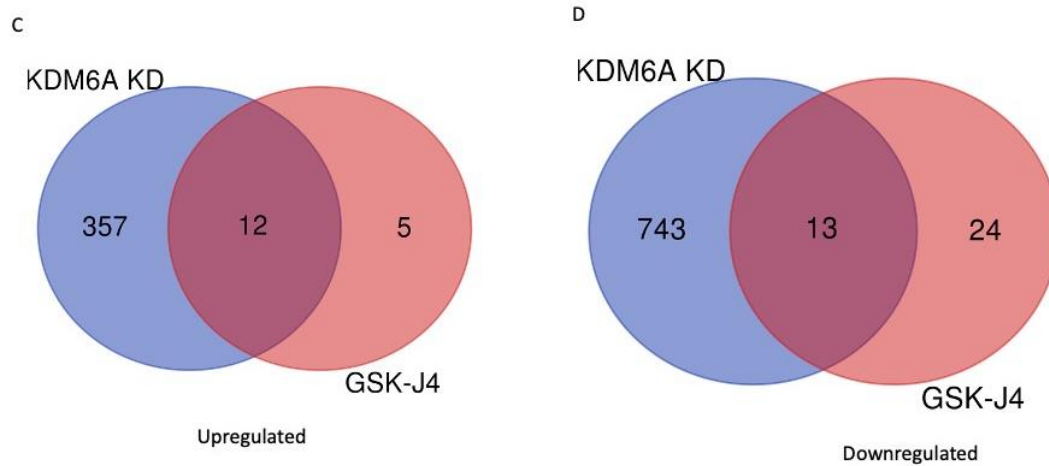 C
KDM6A KD
357
12
5
GSK-J4
Upregulated
D
KDM6A KD
743
13
24
GSK-J4
Downregulated